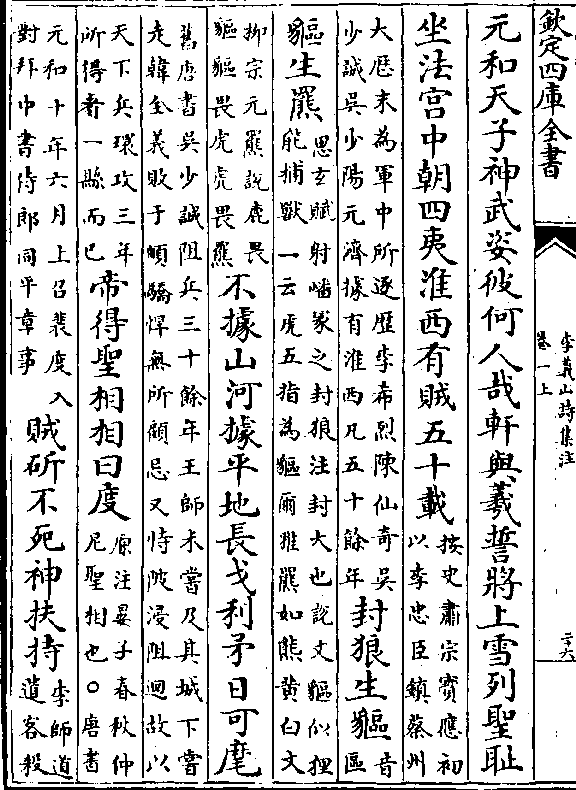 欽定四庫全書
李義山詩集注
卷一上
二十六
元和天子神武姿彼何人哉軒與羲誓將上雪列聖耻
坐法宫中朝四夷淮西有賊五十載
按史肅宗寳應初
以李忠臣鎮蔡州
大厯末為軍中所逐歴李希烈陳仙奇吳
少誠吳少陽元濟據有淮西凡五十餘年
封狼生貙
音
區
貙生羆
思玄賦射嶓冢之封狼注封大也説文貙似狸
能捕獸一云虎五指為貙爾雅羆如熊黄白文
柳宗元羆說鹿畏
貙貙畏虎虎畏羆
不據山河據平地長戈利矛日可麾
舊唐書吳少誠阻兵三十餘年王師未嘗及其城下嘗
走韓全義敗于頔驕悍無所顧忌又恃陂浸阻迴故以
天下兵環攻三年
所得者一縣而已
帝得聖相相曰度
原注晏子春秋仲
尼聖相也○唐書
元和十年六月上召裴度入
對拜中書侍郎同平章事
賊斫不死神扶持
李師道
遣客殺